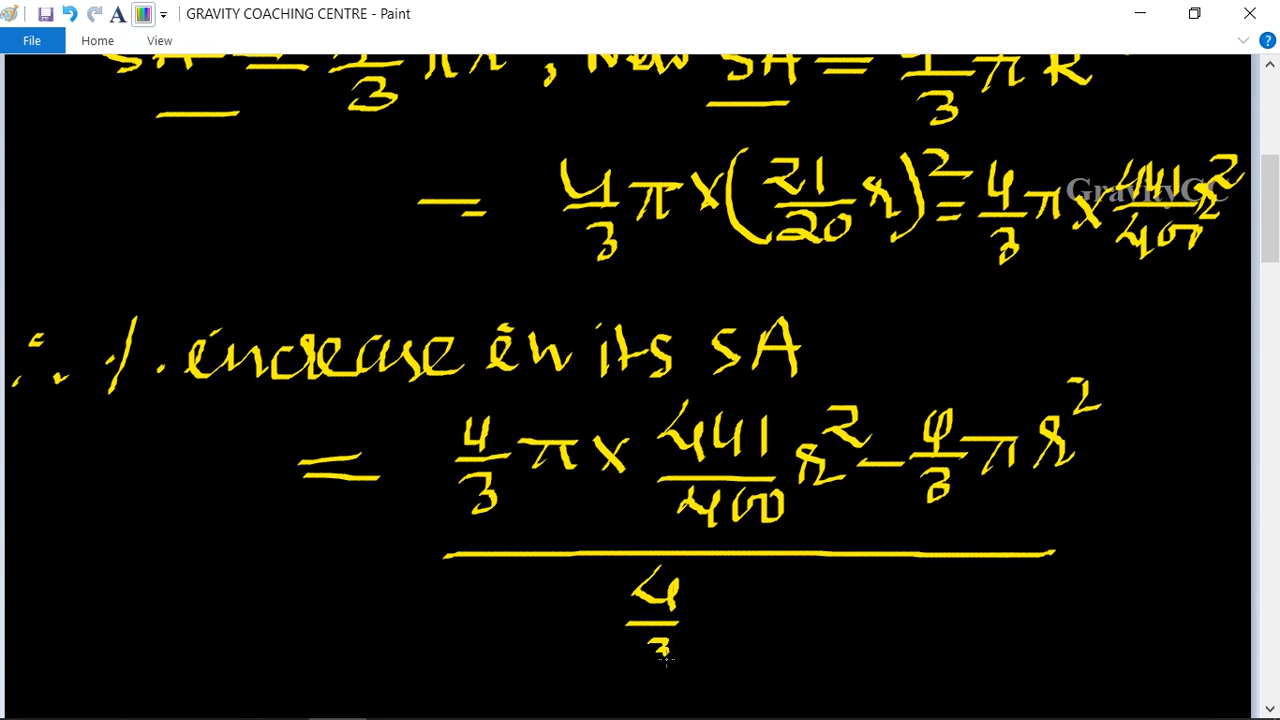 GRAVITY COACHING CENTRE - Paint
File Home View
SA = 4/3 πr , New SA = 4/3 πR
= 4/3 π × (21/20 r)² = 4/3 π × 441/400 r²
GravityCC
∴ %. increase in its SA
= 4/3 π × 441/400 r² − 4/3 π r²
4/3